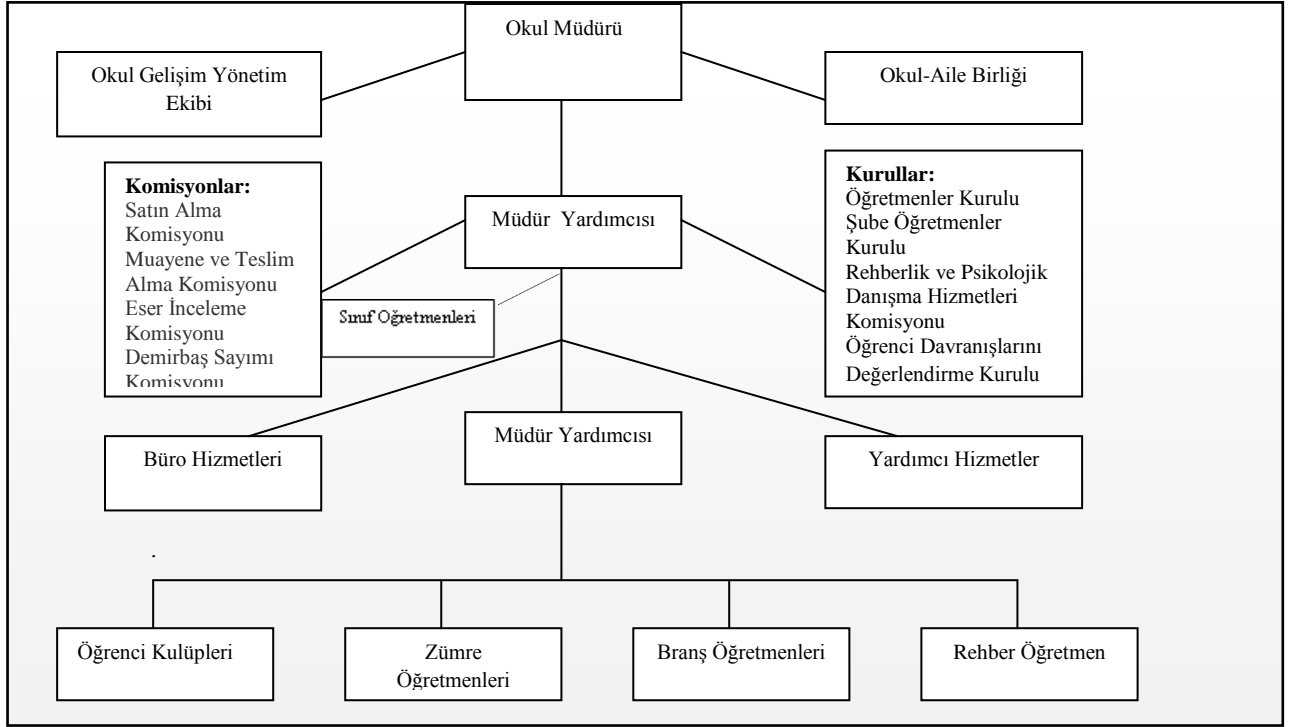 Okul Müdürü
Okul Gelişim Yönetim
Ekibi
Okul-Aile Birliği
Komisyonlar:
Satın Alma
Komisyonu
Muayene ve Teslim
Alma Komisyonu
Eser İnceleme
Komisyonu
Demirbaş Sayımı
Komisyonu
Müdür Yardımcısı
Kurullar:
Öğretmenler Kurulu
Şube Öğretmenler
Kurulu
Rehberlik ve Psikolojik
Danışma Hizmetleri
Komisyonu
Öğrenci Davranışlarını
Değerlendirme Kurulu
Sınıf Öğretmenleri
Büro Hizmetleri
Müdür Yardımcısı
Yardımcı Hizmetler
.
Öğrenci Kulüpleri
Zümre
Öğretmenleri
Branş Öğretmenleri
Rehber Öğretmen